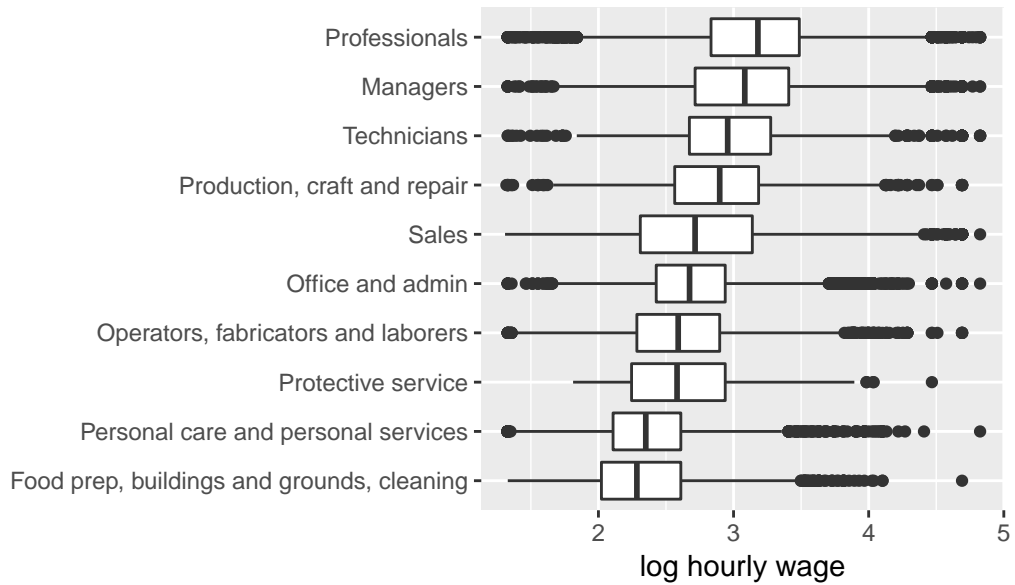 Professionals
Managers
Technicians
Production, craft and repair
Sales
Office and admin
Operators, fabricators and laborers
Protective service
Personal care and personal services
Food prep, buildings and grounds, cleaning
2 3 4 5
log hourly wage